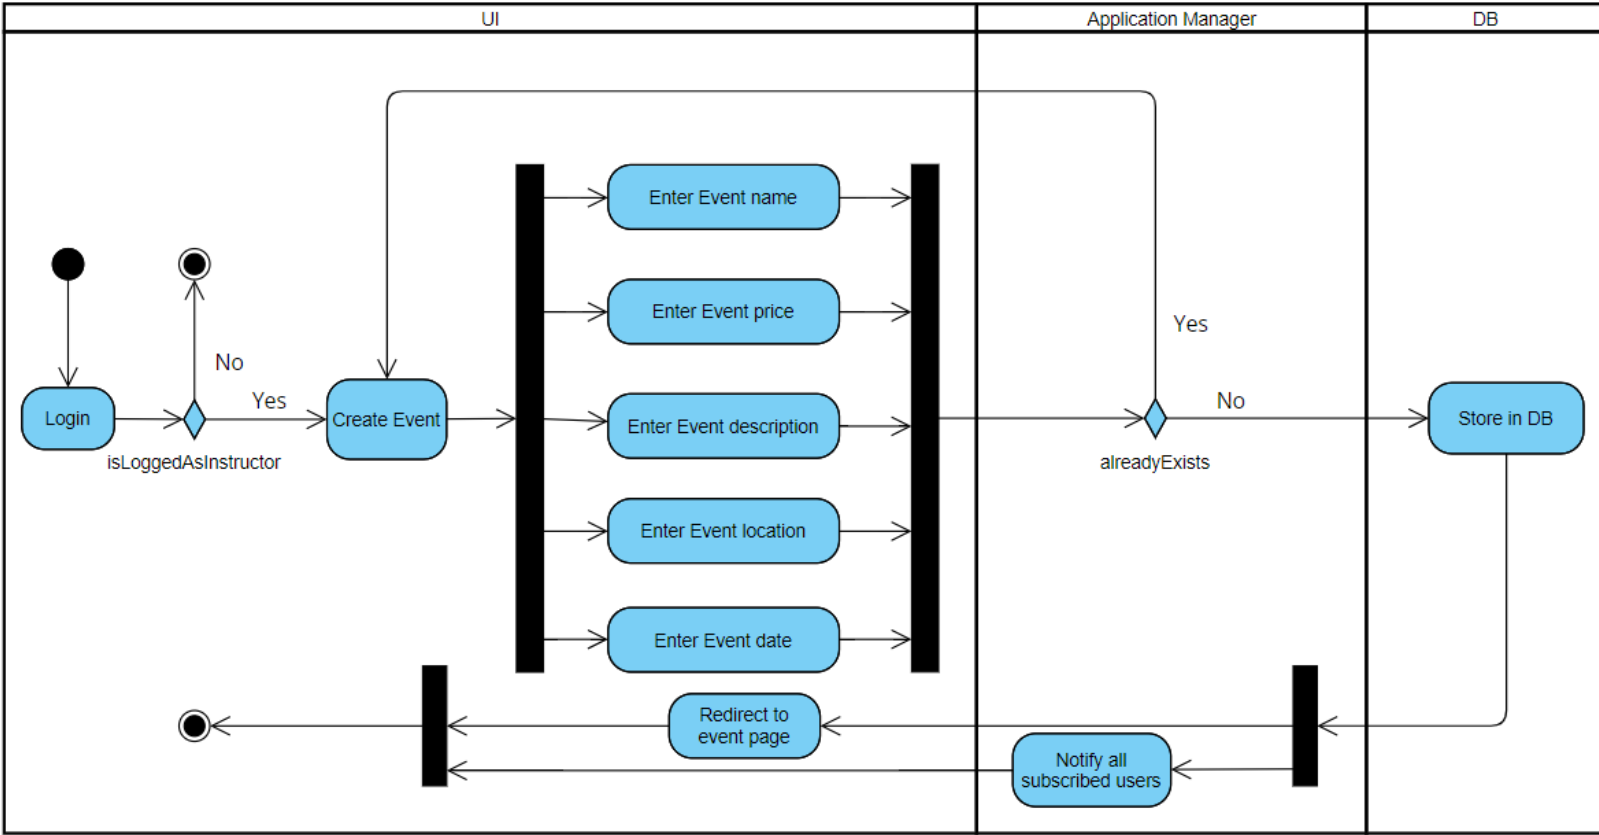 UI
Application Manager
DB
Enter Event name
Enter Event price
Yes
No
Yes
No
Login
Create Event
Enter Event description
Store in DB
isLoggedAsInstructor
alreadyExists
Enter Event location
Enter Event date
Redirect to
event page
Notify all
subscribed users